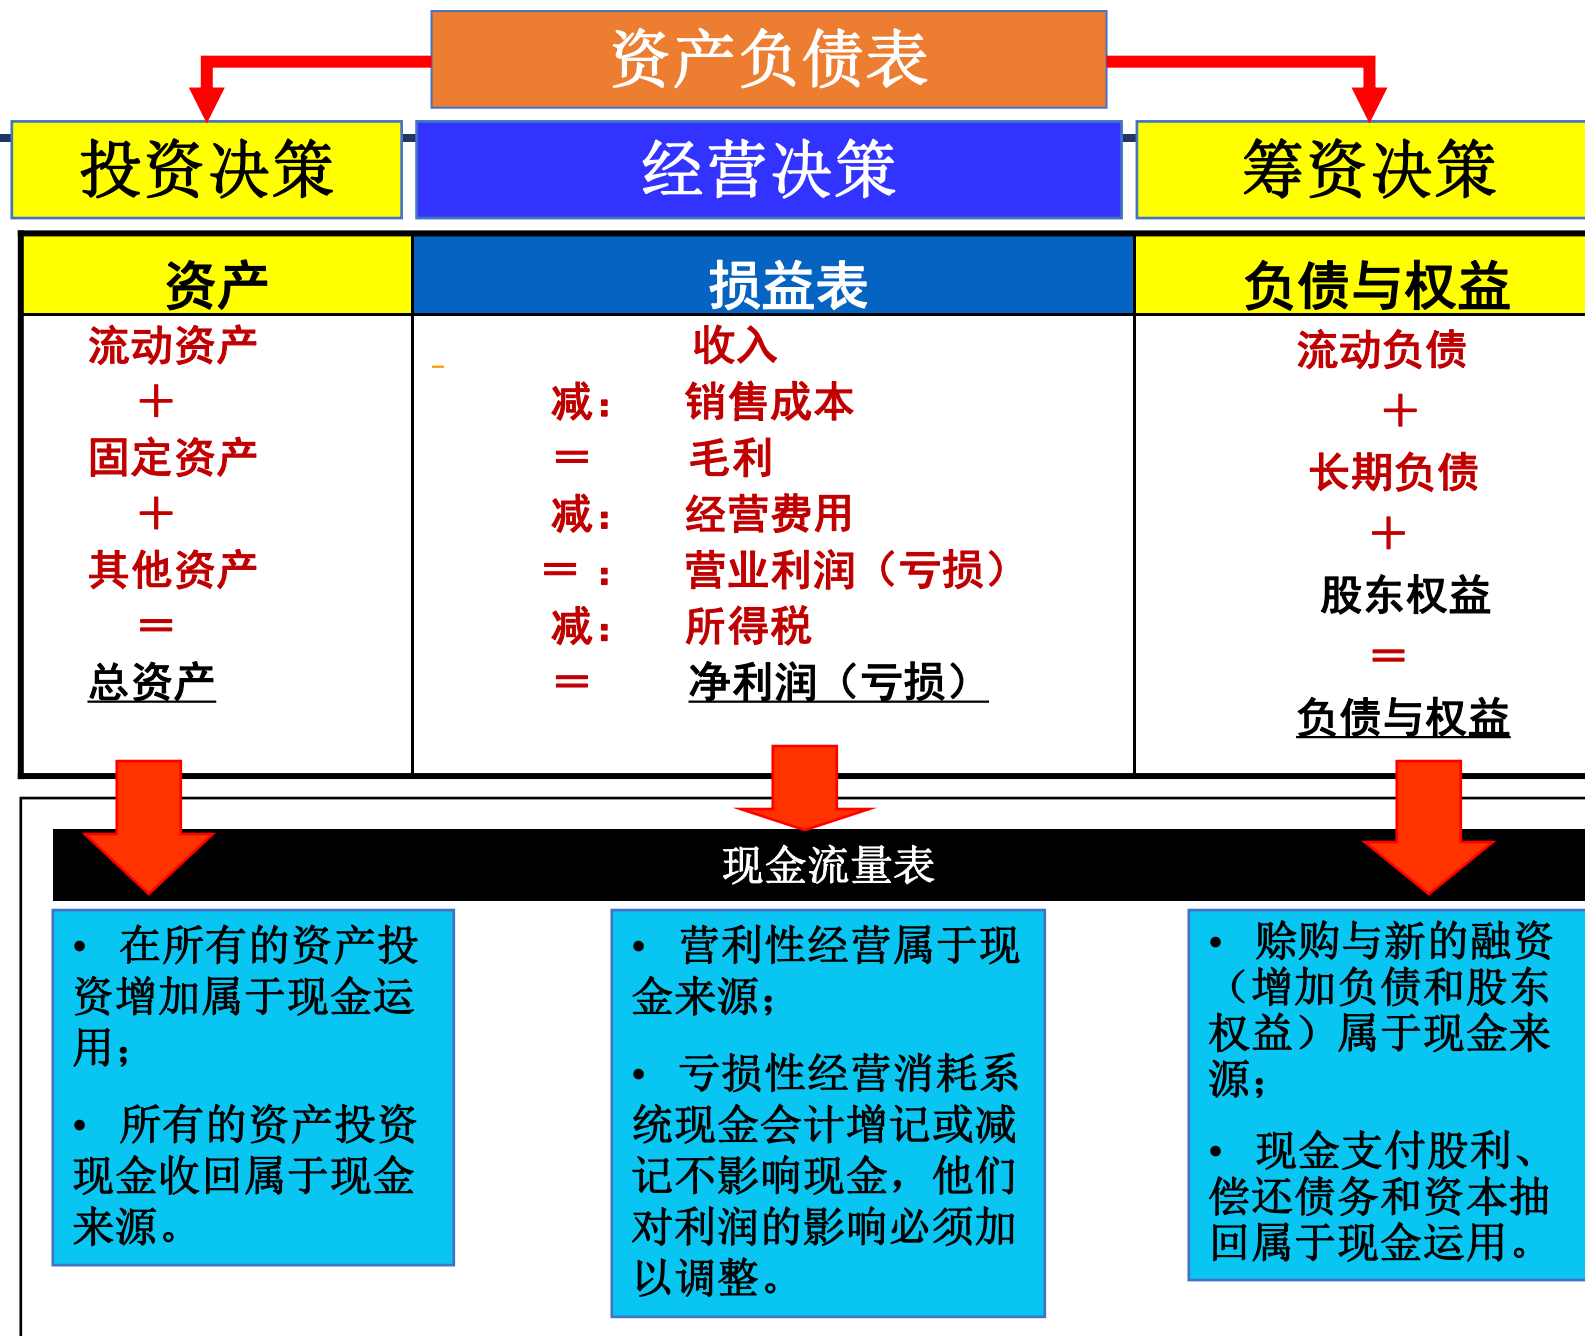 资产负债表
投资决策
经营决策
筹资决策
资产
损益表
负债与权益
流动资产
＋
固定资产
＋
其他资产
＝
总资产
收入
减： 销售成本
＝ 毛利
减： 经营费用
＝： 营业利润（亏损）
减： 所得税
＝ 净利润（亏损）
流动负债
＋
长期负债
＋
股东权益
＝
负债与权益
现金流量表
• 在所有的资产投
资增加属于现金运
用；
• 所有的资产投资
现金收回属于现金
来源。
• 营利性经营属于现
金来源；
• 亏损性经营消耗系
统现金会计增记或减
记不影响现金，他们
对利润的影响必须加
以调整。
• 赊购与新的融资
（增加负债和股东
权益）属于现金来
源；
• 现金支付股利、
偿还债务和资本抽
回属于现金运用。